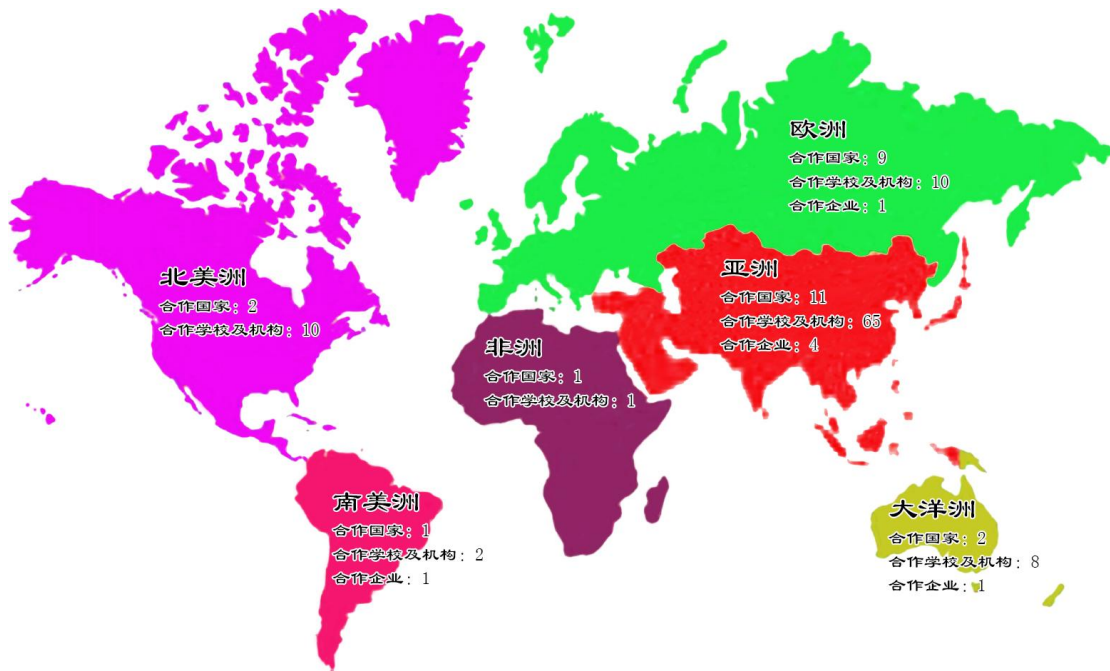 欧洲
合作国家：9
合作学校及机构：10
合作企业：1
北美洲
合作国家：2
合作学校及机构：10
亚洲
合作国家：11
合作学校及机构：65
合作企业：4
非洲
合作国家：1
合作学校及机构：1
南美洲
合作国家：1
合作学校及机构：2
合作企业：1
大洋洲
合作国家：2
合作学校及机构：8
合作企业：1